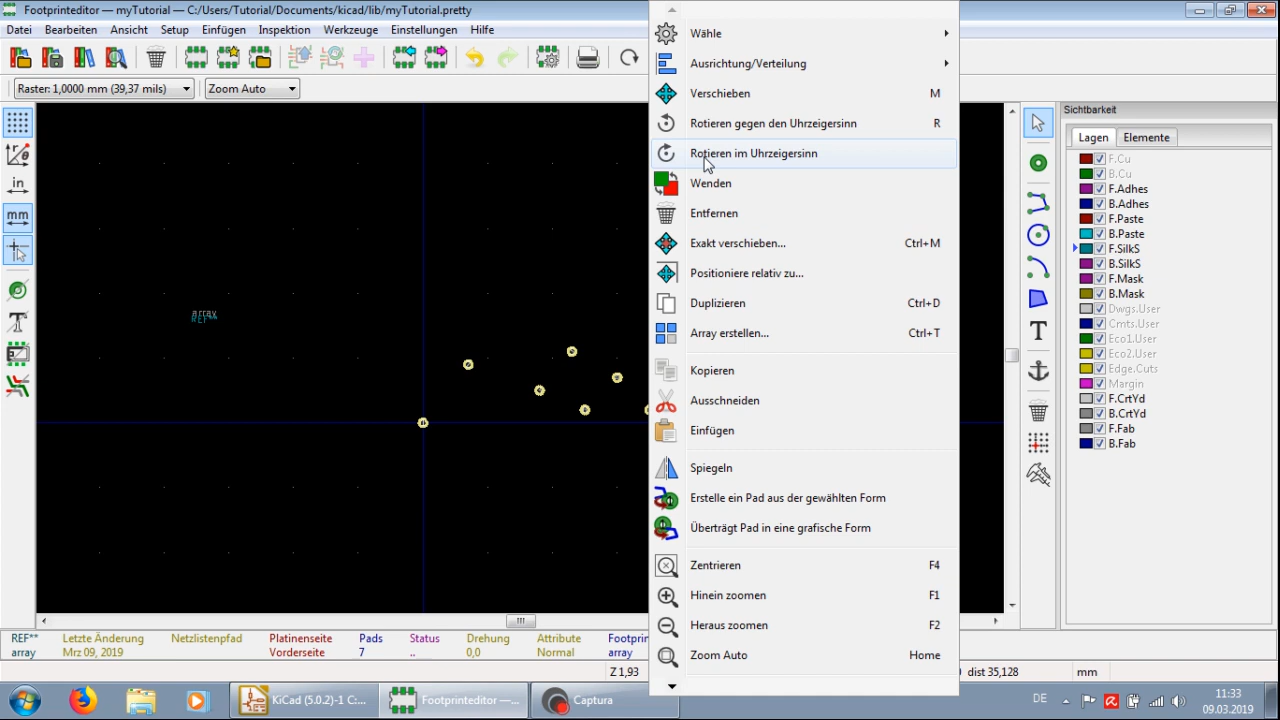 Footprinteditor — myTutorial — C:/Users/Tutorial/Documents/kicad/lib/myTutorial.pretty
Datei Bearbeiten Ansicht Setup Einfügen Inspektion Werkzeuge Einstellungen Hilfe
Raster: 1,0000 mm (39,37 mils) Zoom Auto
in
mm
array
REF**
Wähle
Ausrichtung/Verteilung
Verschieben M
Rotieren gegen den Uhrzeigersinn R
Rotieren im Uhrzeigersinn
Wenden
Entfernen
Exakt verschieben... Ctrl+M
Positioniere relativ zu...
Duplizieren Ctrl+D
Array erstellen... Ctrl+T
Kopieren
Ausschneiden
Einfügen
Spiegeln
Erstelle ein Pad aus der gewählten Form
Überträgt Pad in eine grafische Form
Zentrieren F4
Hinein zoomen F1
Heraus zoomen F2
Zoom Auto Home
Sichtbarkeit
Lagen Elemente
F.Cu
B.Cu
F.Adhes
B.Adhes
F.Paste
B.Paste
F.SilkS
B.SilkS
F.Mask
B.Mask
Dwgs.User
Cmts.User
Eco1.User
Eco2.User
Edge.Cuts
Margin
F.CrtYd
B.CrtYd
F.Fab
B.Fab
REF** Letzte Änderung Netzlistenpfad Platinenseite Pads Status Drehung Attribute Footprin
array Mrz 09, 2019 Vorderseite 7 .. 0,0 Normal array
Z 1,93 0 dist 35,128 mm
KiCad (5.0.2)-1 C:... Footprinteditor —... Captura DE 11:33
09.03.2019